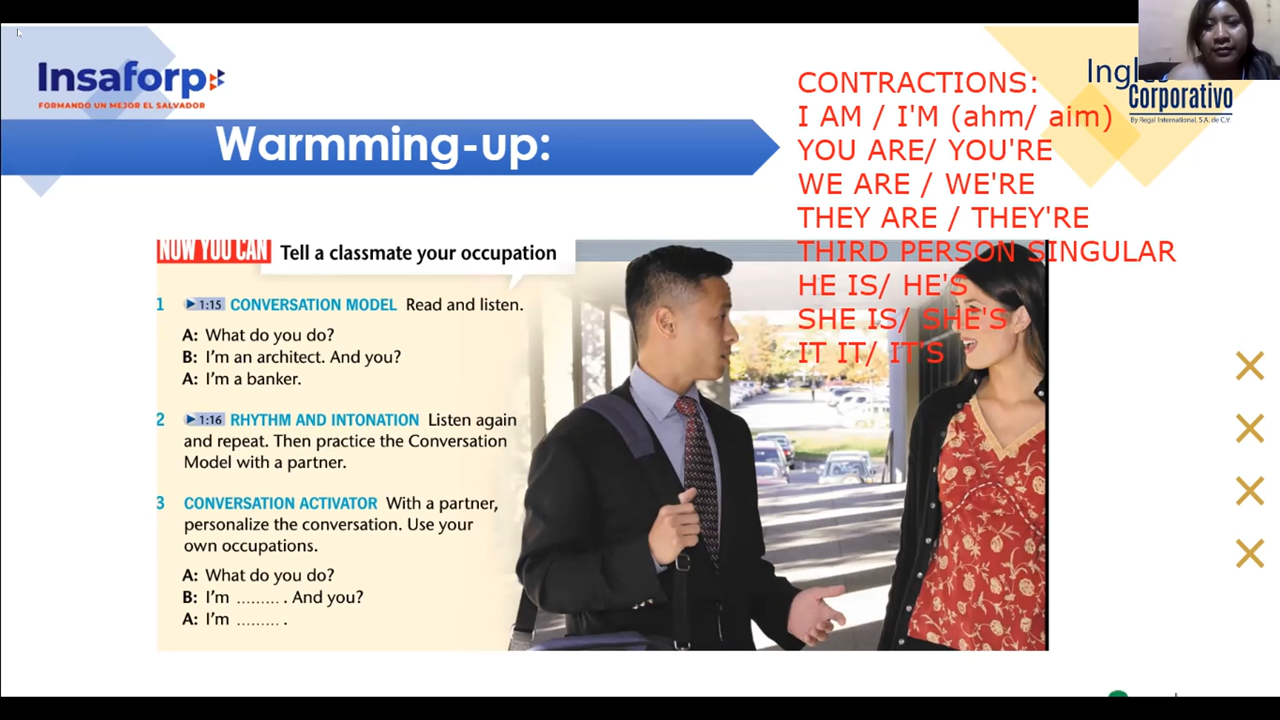 Insaforp
FORMANDO UN MEJOR EL SALVADOR
Warmming-up:
Corporativo
By Regal International, S.A. de C.V.
CONTRACTIONS:
I AM / I'M (ahm/ aim)
YOU ARE/ YOU'RE
WE ARE / WE'RE
THEY ARE / THEY'RE
THIRD PERSON SINGULAR
HE IS/ HE'S
SHE IS/ SHE'S
IT IT/ IT'S
NOW YOU CAN Tell a classmate your occupation
1 1:15 CONVERSATION MODEL Read and listen.
A: What do you do?
B: I'm an architect. And you?
A: I'm a banker.
2 1:16 RHYTHM AND INTONATION Listen again
and repeat. Then practice the Conversation
Model with a partner.
3 CONVERSATION ACTIVATOR With a partner,
personalize the conversation. Use your
own occupations.
A: What do you do?
B: I'm ......... . And you?
A: I'm ......... .